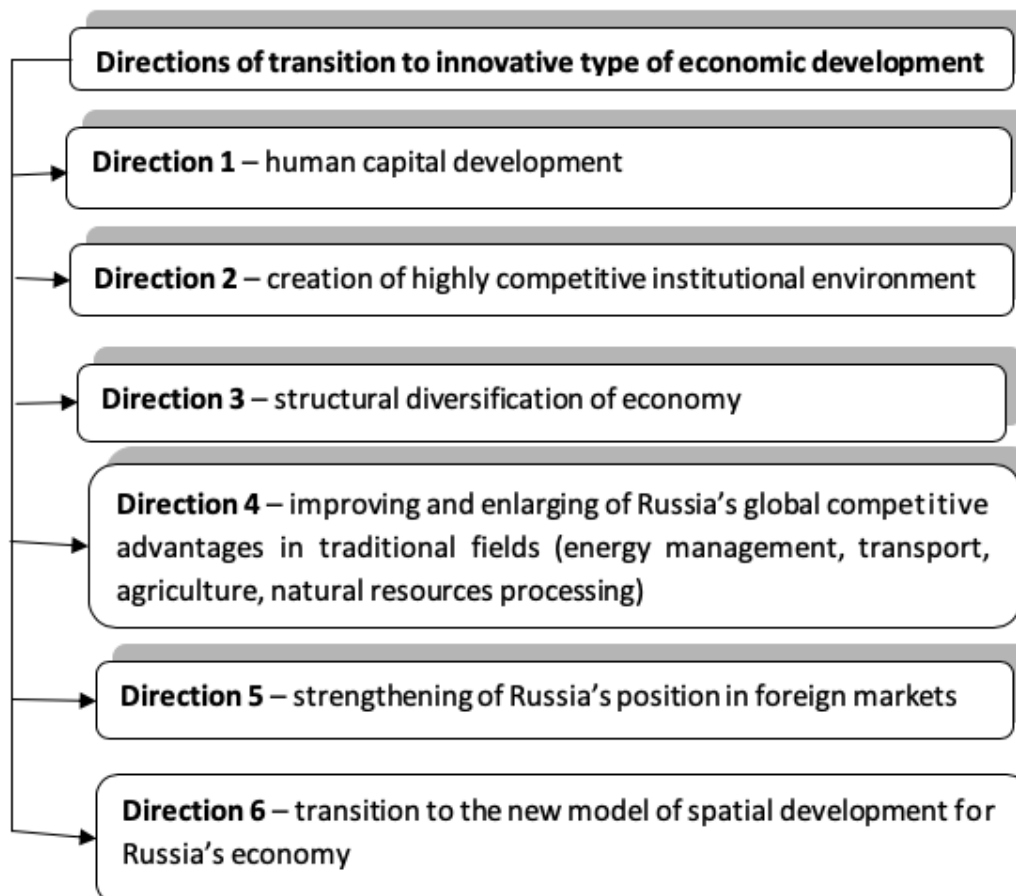 Directions of transition to innovative type of economic development
Direction 1 – human capital development
Direction 2 – creation of highly competitive institutional environment
Direction 3 – structural diversification of economy
Direction 4 – improving and enlarging of Russia’s global competitive
advantages in traditional fields (energy management, transport,
agriculture, natural resources processing)
Direction 5 – strengthening of Russia’s position in foreign markets
Direction 6 – transition to the new model of spatial development for
Russia’s economy